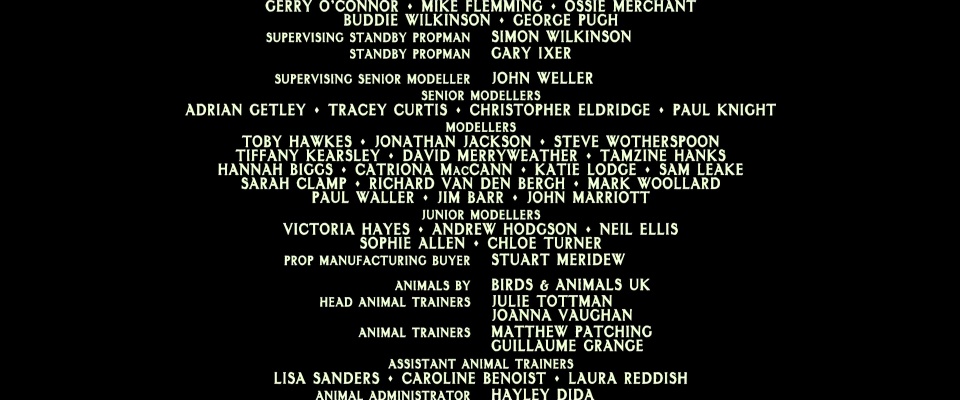 GERRY O'CONNOR • MIKE FLEMMING • OSSIE MERCHANT
BUDDIE WILKINSON • GEORGE PUGH
SUPERVISING STANDBY PROPMAN SIMON WILKINSON
STANDBY PROPMAN GARY IXER
SUPERVISING SENIOR MODELLER JOHN WELLER
SENIOR MODELLERS
ADRIAN GETLEY • TRACEY CURTIS • CHRISTOPHER ELDRIDGE • PAUL KNIGHT
MODELLERS
TOBY HAWKES • JONATHAN JACKSON • STEVE WOTHERSPOON
TIFFANY KEARSLEY • DAVID MERRYWEATHER • TAMZINE HANKS
HANNAH BIGGS • CATRIONA MACCANN • KATIE LODGE • SAM LEAKE
SARAH CLAMP • RICHARD VAN DEN BERGH • MARK WOOLLARD
PAUL WALLER • JIM BARR • JOHN MARRIOTT
JUNIOR MODELLERS
VICTORIA HAYES • ANDREW HODGSON • NEIL ELLIS
SOPHIE ALLEN • CHLOE TURNER
PROP MANUFACTURING BUYER STUART MERIDEW
ANIMALS BY BIRDS & ANIMALS UK
HEAD ANIMAL TRAINERS JULIE TOTTMAN
JOANNA VAUGHAN
ANIMAL TRAINERS MATTHEW PATCHING
GUILLAUME GRANGE
ASSISTANT ANIMAL TRAINERS
LISA SANDERS • CAROLINE BENOIST • LAURA REDDISH
ANIMAL ADMINISTRATOR HAYLEY DIDA